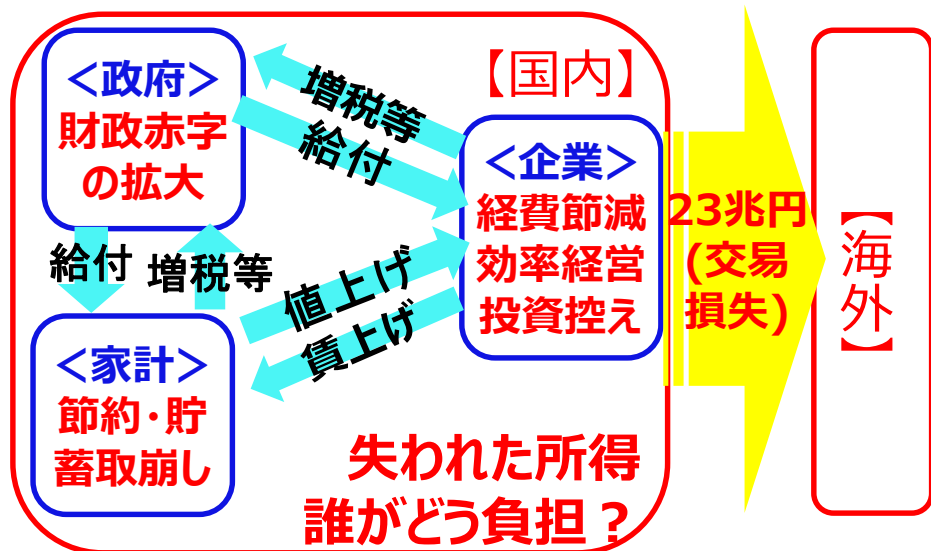 【国内】
<政府>
財政赤字
の拡大
増税等
給付
<企業>
経費節減
効率経営
投資控え
23兆円
(交易
損失)
【海外】
給付
増税等
値上げ
賃上げ
<家計>
節約・貯
蓄取崩し
失われた所得
誰がどう負担？